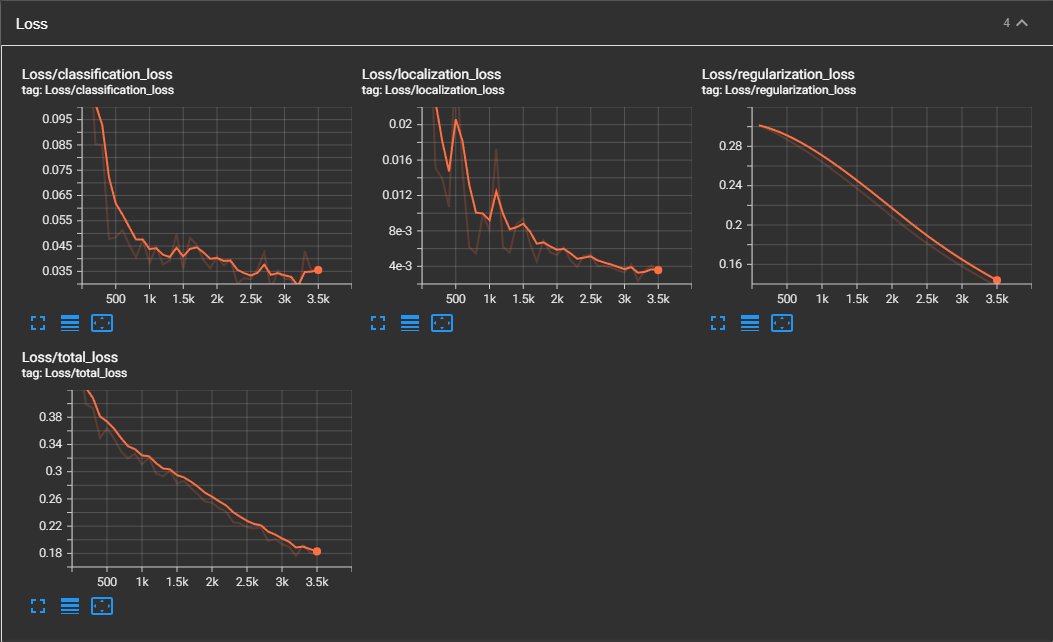 Loss
4
Loss/classification_loss
tag: Loss/classification_loss
0.095
0.085
0.075
0.065
0.055
0.045
0.035
500 1k 1.5k 2k 2.5k 3k 3.5k
Loss/localization_loss
tag: Loss/localization_loss
0.02
0.016
0.012
8e-3
4e-3
500 1k 1.5k 2k 2.5k 3k 3.5k
Loss/regularization_loss
tag: Loss/regularization_loss
0.28
0.24
0.2
0.16
500 1k 1.5k 2k 2.5k 3k 3.5k
Loss/total_loss
tag: Loss/total_loss
0.38
0.34
0.3
0.26
0.22
0.18
500 1k 1.5k 2k 2.5k 3k 3.5k